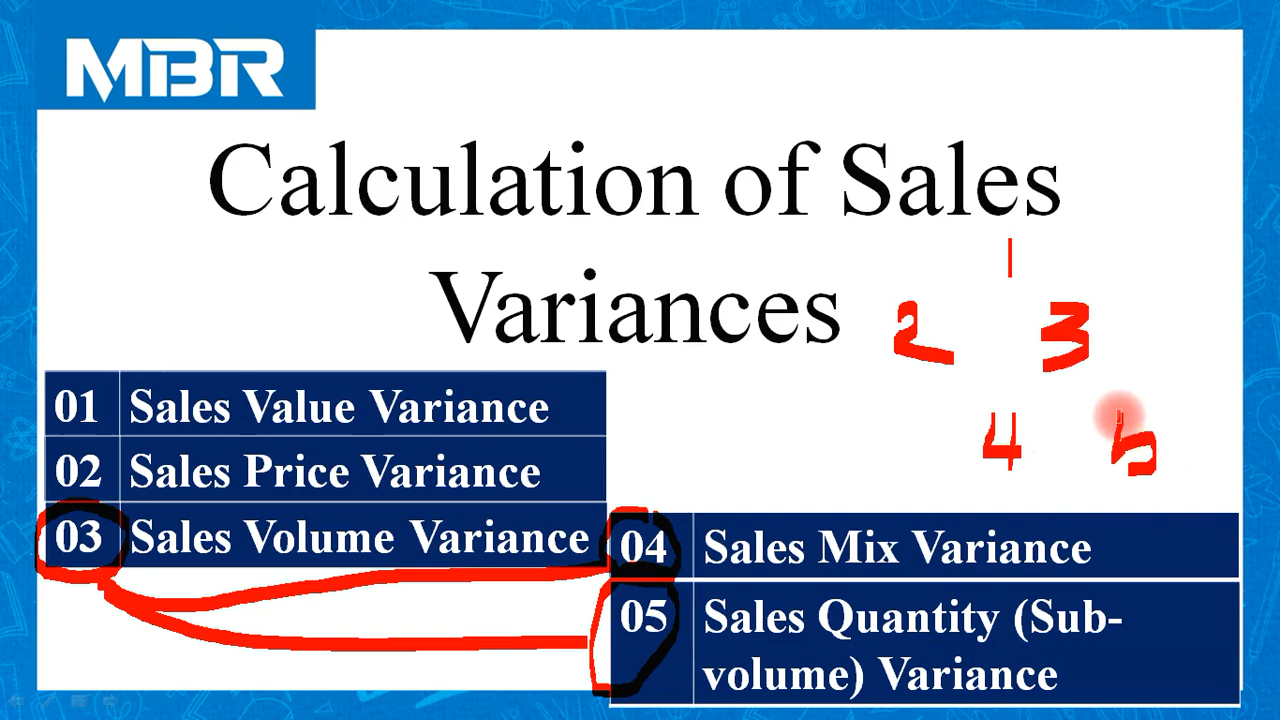 MBR
Calculation of Sales
Variances
1
2 3
4 5
01 Sales Value Variance
02 Sales Price Variance
03 Sales Volume Variance
04 Sales Mix Variance
05 Sales Quantity (Sub-
volume) Variance